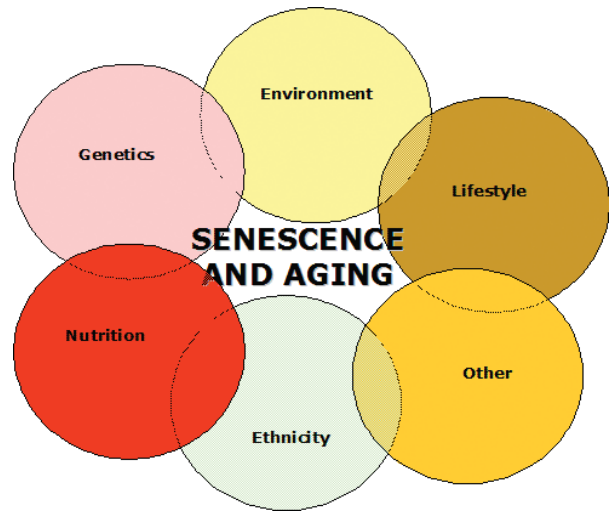 Environment
Genetics
Lifestyle
SENESCENCE
AND AGING
Nutrition
Other
Ethnicity